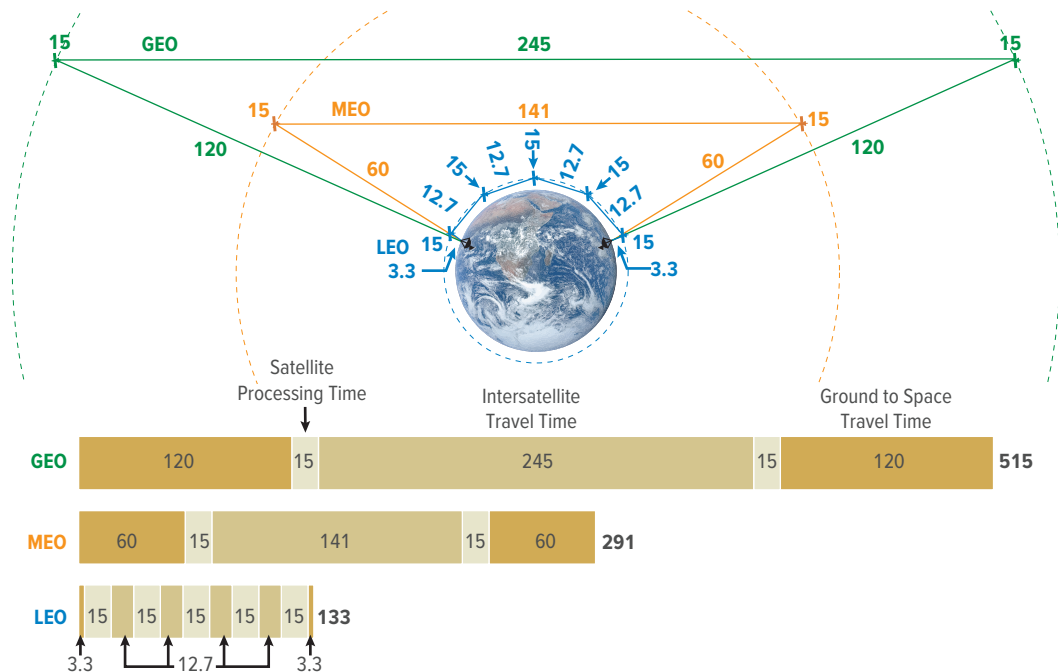 15 GEO 245 15
15 MEO 141 15
120 60 12.7 15 12.7 15 12.7 15 12.7 60 120
LEO 15 15
3.3 3.3
Satellite
Processing Time
Intersatellite
Travel Time
Ground to Space
Travel Time
GEO 120 15 245 15 120 515
MEO 60 15 141 15 60 291
LEO 15 15 15 15 15 133
3.3 12.7 3.3